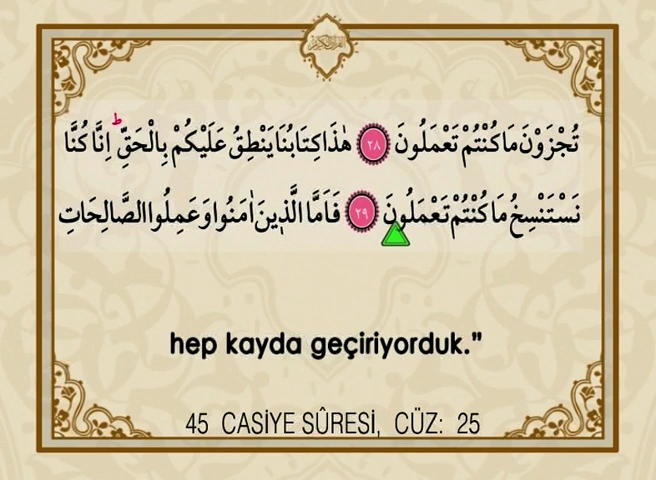 تُجْزَوْنَ مَا كُنْتُمْ تَعْمَلُونَ ٢٨ هٰذَا كِتَابُنَا يَنْطِقُ عَلَيْكُمْ بِالْحَقِّ ط اِنَّا كُنَّا
نَسْتَنْسِخُ مَا كُنْتُمْ تَعْمَلُونَ ٢٩ فَاَمَّا الَّذ۪ينَ اٰمَنُوا وَعَمِلُوا الصَّالِحَاتِ
hep kayda geçiriyorduk.”
45 CASİYE SÛRESİ, CÜZ: 25